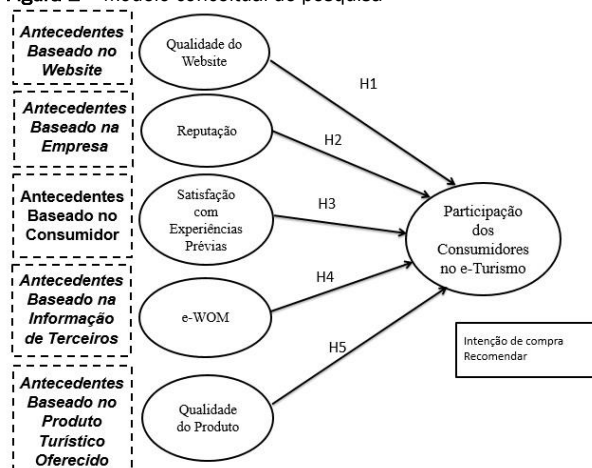 Figura 2 – Modelo conceitual de pesquisa
Antecedentes
Baseado no
Website
Qualidade do
Website
H1
Antecedentes
Baseado na
Empresa
Reputação
H2
Antecedentes
Baseado no
Consumidor
Satisfação
com
Experiências
Prévias
H3
Participação
dos
Consumidores
no e-Turismo
Antecedentes
Baseado na
Informação
de Terceiros
e-WOM
H4
Intenção de compra
Recomendar
Antecedentes
Baseado no
Produto
Turístico
Oferecido
Qualidade
do Produto
H5